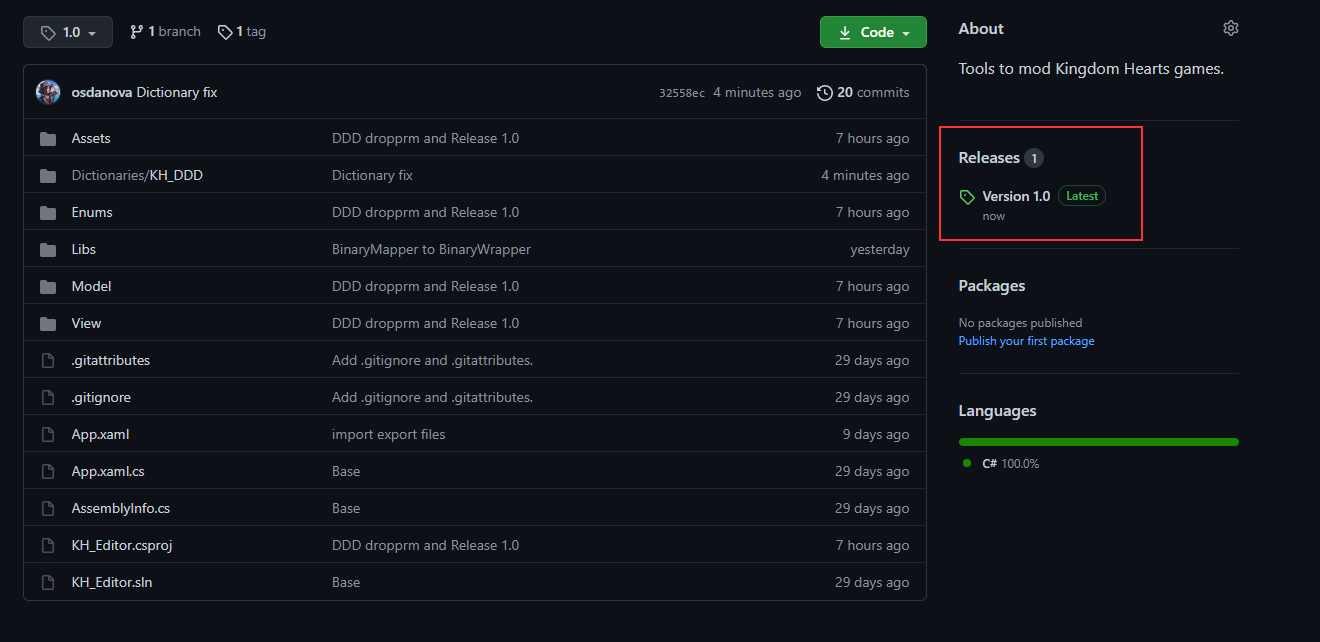 1.0 1 branch 1 tag Code
osdanova Dictionary fix 32558ec 4 minutes ago 20 commits
Assets DDD dropprm and Release 1.0 7 hours ago
Dictionaries/KH_DDD Dictionary fix 4 minutes ago
Enums DDD dropprm and Release 1.0 7 hours ago
Libs BinaryMapper to BinaryWrapper yesterday
Model DDD dropprm and Release 1.0 7 hours ago
View DDD dropprm and Release 1.0 7 hours ago
.gitattributes Add .gitignore and .gitattributes. 29 days ago
.gitignore Add .gitignore and .gitattributes. 29 days ago
App.xaml import export files 9 days ago
App.xaml.cs Base 29 days ago
AssemblyInfo.cs Base 29 days ago
KH_Editor.csproj DDD dropprm and Release 1.0 7 hours ago
KH_Editor.sln Base 29 days ago
About
Tools to mod Kingdom Hearts games.
Releases 1
Version 1.0 Latest
now
Packages
No packages published
Publish your first package
Languages
C# 100.0%